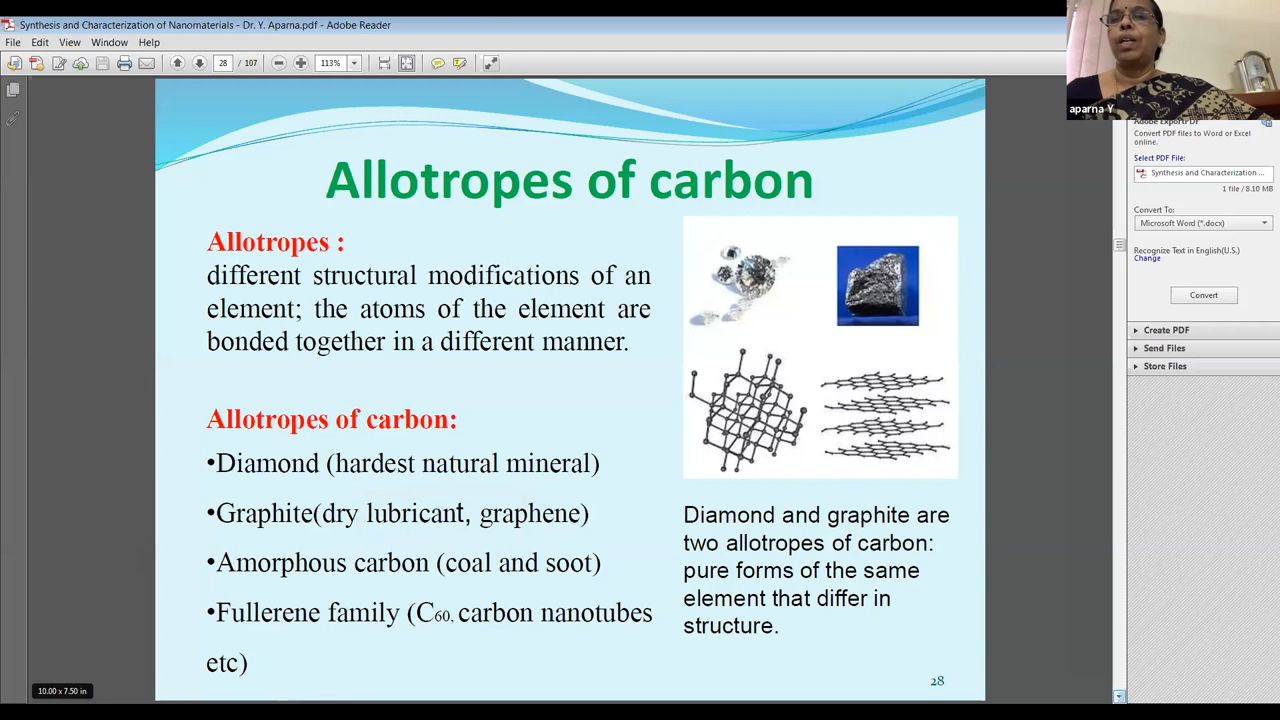 Synthesis and Characterization of Nanomaterials - Dr. Y. Aparna.pdf - Adobe Reader
File Edit View Window Help
28 / 107 113%
aparna Y
Adobe ExportPDF
Convert PDF files to Word or Excel
online.
Select PDF File:
Synthesis and Characterization ...
1 file / 8.10 MB
Convert To:
Microsoft Word (*.docx)
Recognize Text in English(U.S.)
Change
Convert
Create PDF
Send Files
Store Files
Allotropes of carbon
Allotropes :
different structural modifications of an
element; the atoms of the element are
bonded together in a different manner.
Allotropes of carbon:
•Diamond (hardest natural mineral)
•Graphite(dry lubricant, graphene)
•Amorphous carbon (coal and soot)
•Fullerene family (C60, carbon nanotubes
etc)
Diamond and graphite are
two allotropes of carbon:
pure forms of the same
element that differ in
structure.
28
10.00 x 7.50 in